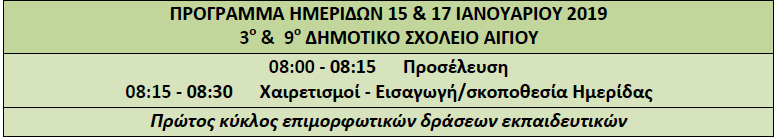 ΠΡΟΓΡΑΜΜΑ ΗΜΕΡΙΔΩΝ 15 & 17 ΙΑΝΟΥΑΡΙΟΥ 2019
3ο & 9ο ΔΗΜΟΤΙΚΟ ΣΧΟΛΕΙΟ ΑΙΓΙΟΥ
08:00 - 08:15 Προσέλευση
08:15 - 08:30 Χαιρετισμοί - Εισαγωγή/σκοποθεσία Ημερίδας
Πρώτος κύκλος επιμορφωτικών δράσεων εκπαιδευτικών